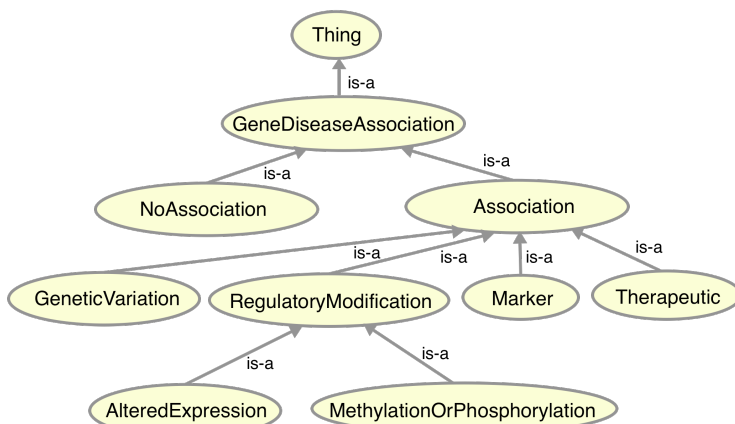 Thing
is-a
GeneDiseaseAssociation
is-a
is-a
NoAssociation
Association
is-a
is-a
is-a
is-a
GeneticVariation
RegulatoryModification
Marker
Therapeutic
is-a
is-a
AlteredExpression
MethylationOrPhosphorylation